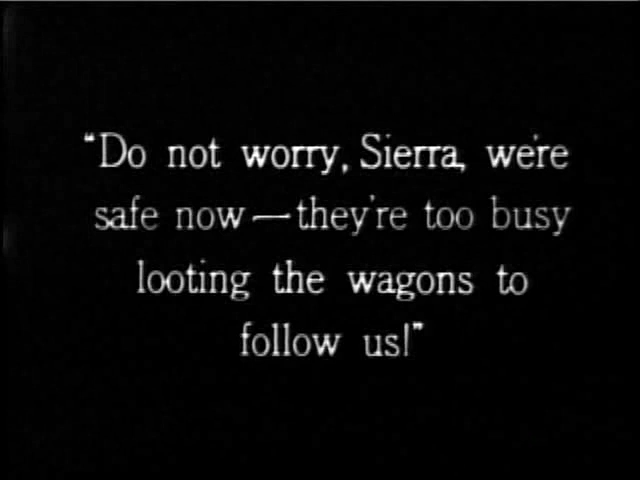 "Do not worry, Sierra, we're
safe now—they're too busy
looting the wagons to
follow us!"